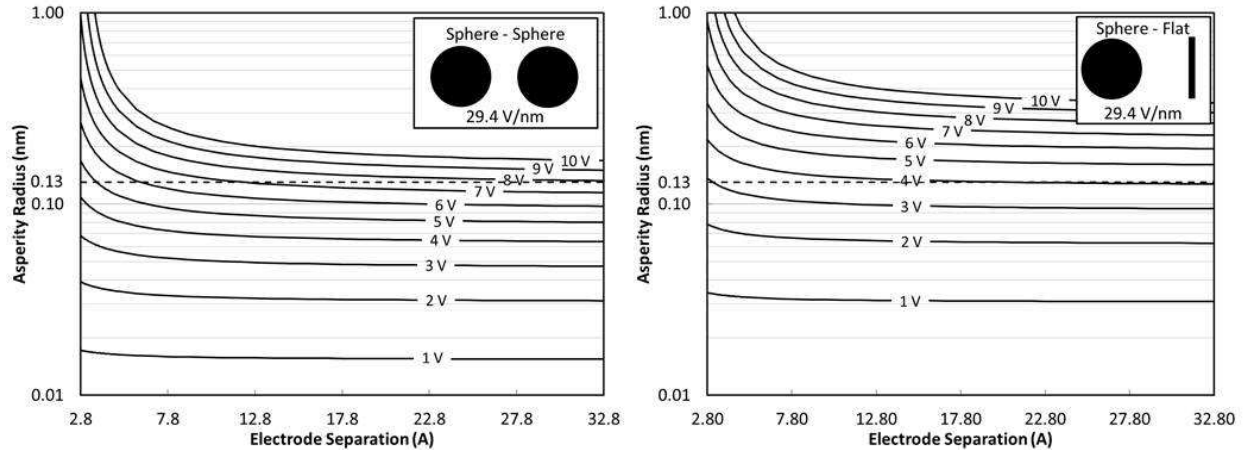 Asperity Radius (nm)
1.00
0.13
0.10
0.01
Sphere - Sphere
29.4 V/nm
10 V
9 V
8 V
7 V
6 V
5 V
4 V
3 V
2 V
1 V
2.8 7.8 12.8 17.8 22.8 27.8 32.8
Electrode Separation (A)
Asperity Radius (nm)
1.00
0.13
0.10
0.01
Sphere - Flat
29.4 V/nm
10 V
9 V
8 V
7 V
6 V
5 V
4 V
3 V
2 V
1 V
2.80 7.80 12.80 17.80 22.80 27.80 32.80
Electrode Separation (A)